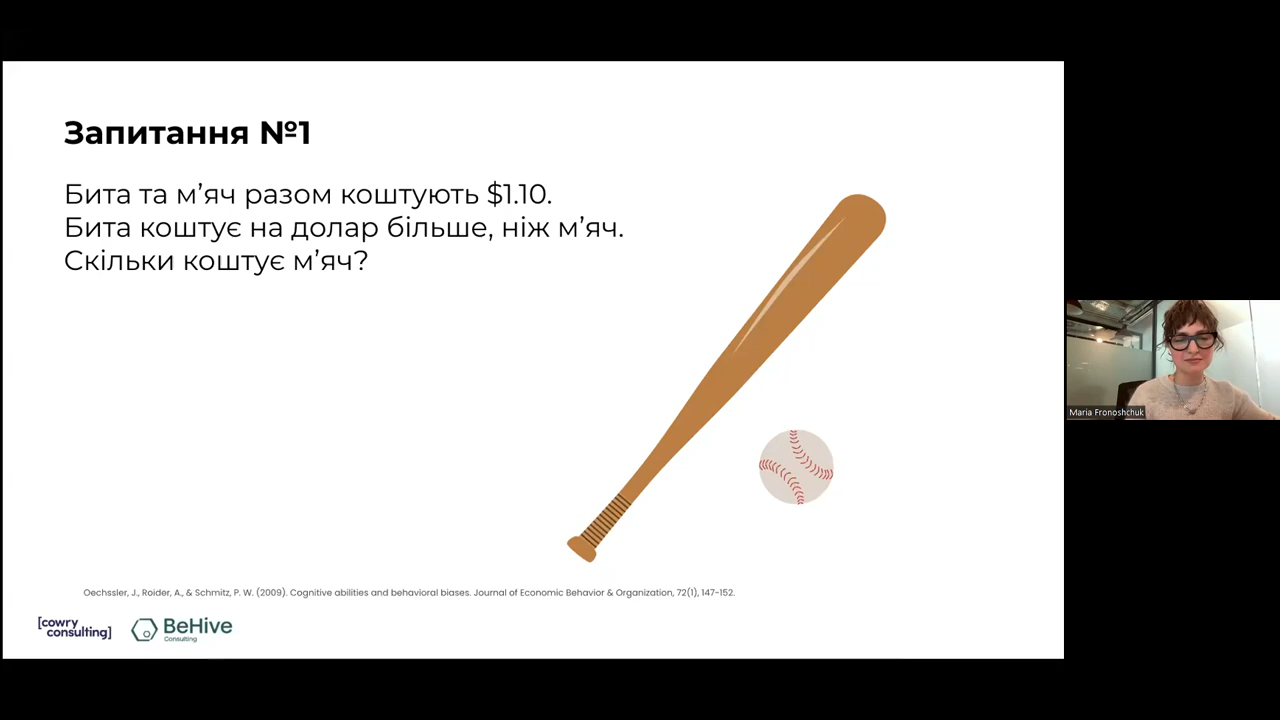 Запитання №1
Бита та м’яч разом коштують $1.10.
Бита коштує на долар більше, ніж м’яч.
Скільки коштує м’яч?
Oechssler, J., Roider, A., & Schmitz, P. W. (2009). Cognitive abilities and behavioral biases. Journal of Economic Behavior & Organization, 72(1), 147-152.
[cowry
consulting]
BeHive
Consulting
Maria Fronoshchuk